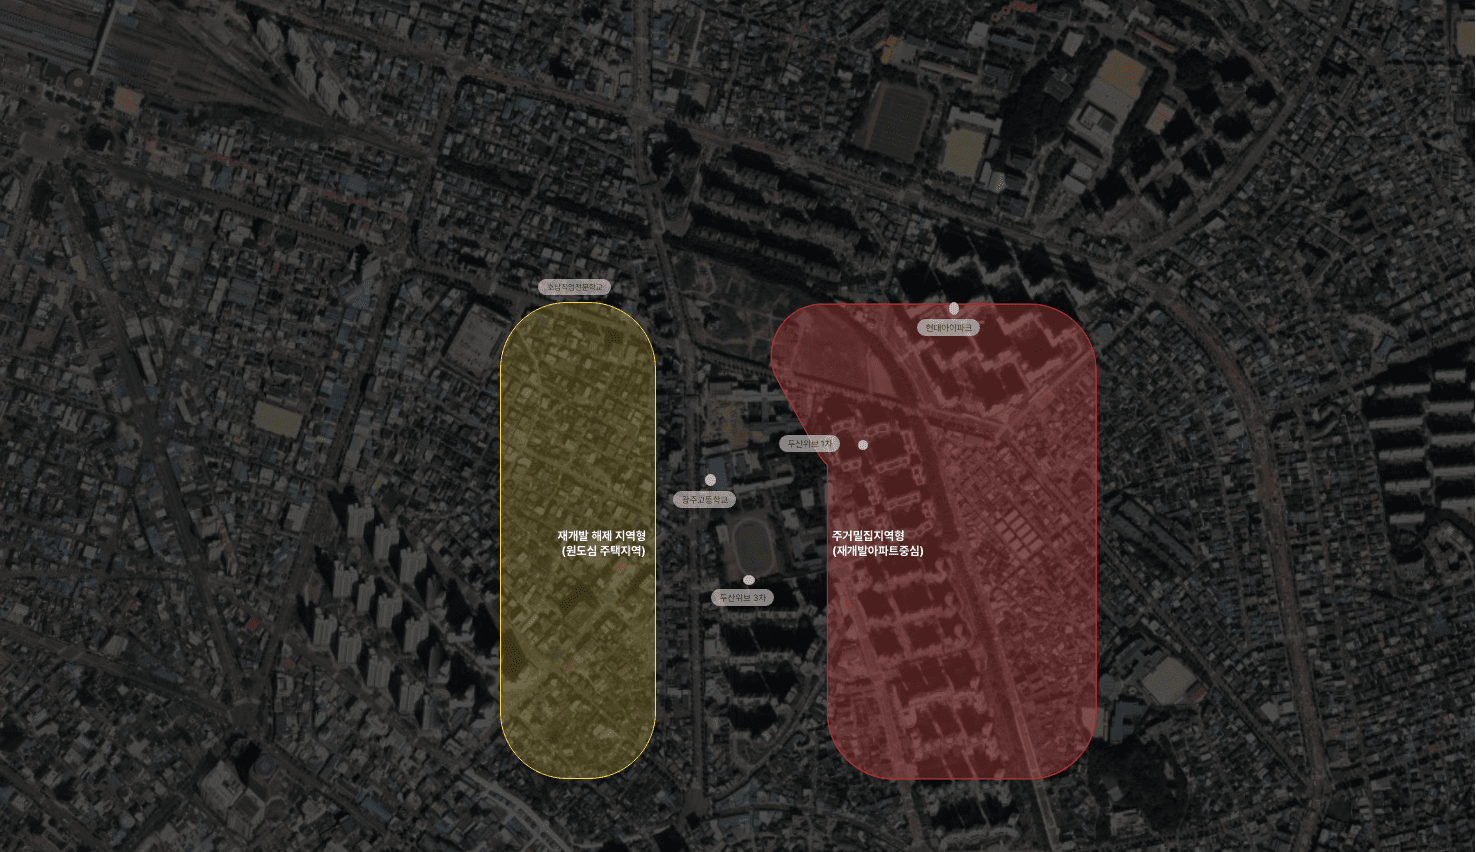 호남직업전문학교
현대아이파크
두산위브 1차
광주고등학교
재개발 해제 지역형
(원도심 주택지역)
주거밀집지역형
(재개발아파트중심)
두산위브 3차